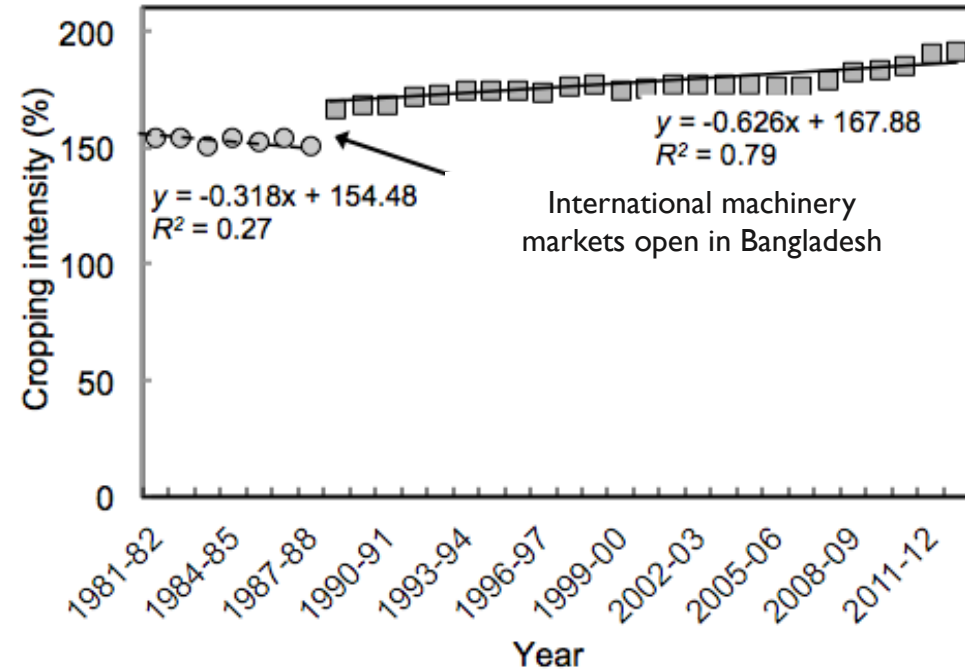 Cropping intensity (%)
200
150
100
50
0
y = -0.318x + 154.48
R² = 0.27
y = -0.626x + 167.88
R² = 0.79
International machinery
markets open in Bangladesh
1981-82
1984-85
1987-88
1990-91
1993-94
1996-97
1999-00
2002-03
2005-06
2008-09
2011-12
Year